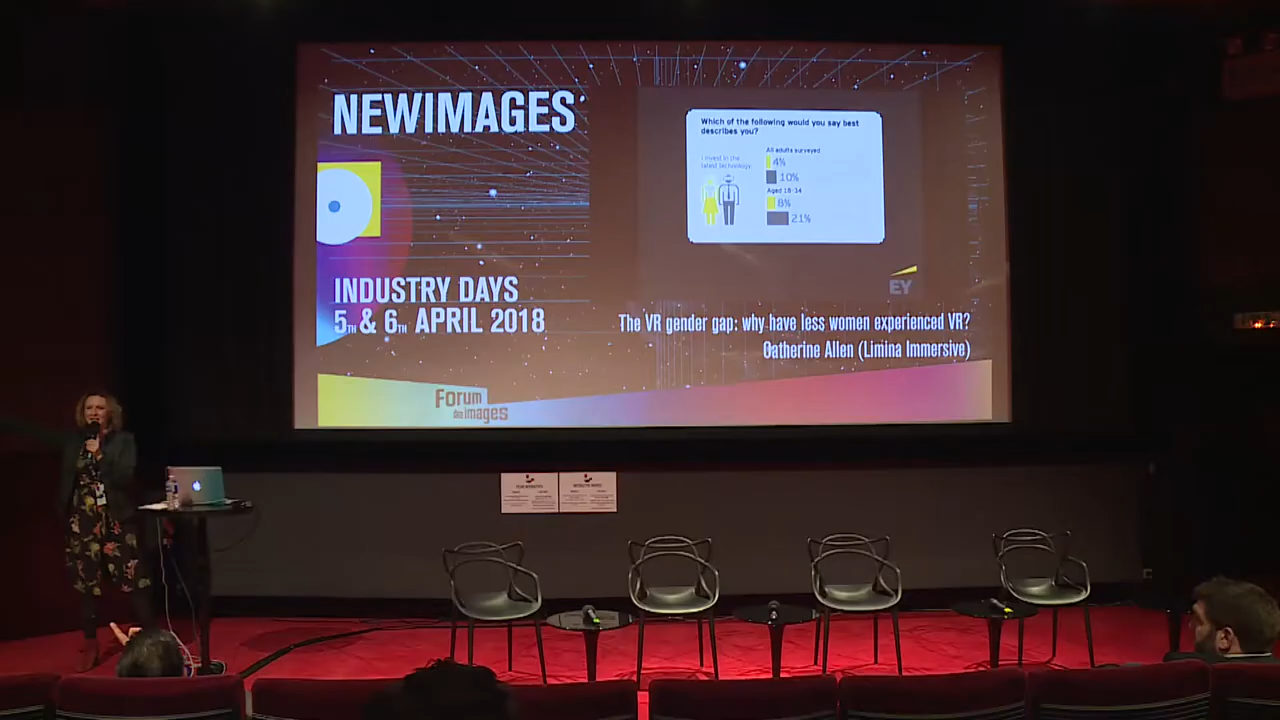 NEWIMAGES
INDUSTRY DAYS
5TH & 6TH APRIL 2018
Forum
des images
Which of the following would you say best
describes you?
I invest in the
latest technology
All adults surveyed
4%
10%
Aged 18-34
8%
21%
EY
The VR gender gap: why have less women experienced VR?
Catherine Allen (Limina Immersive)